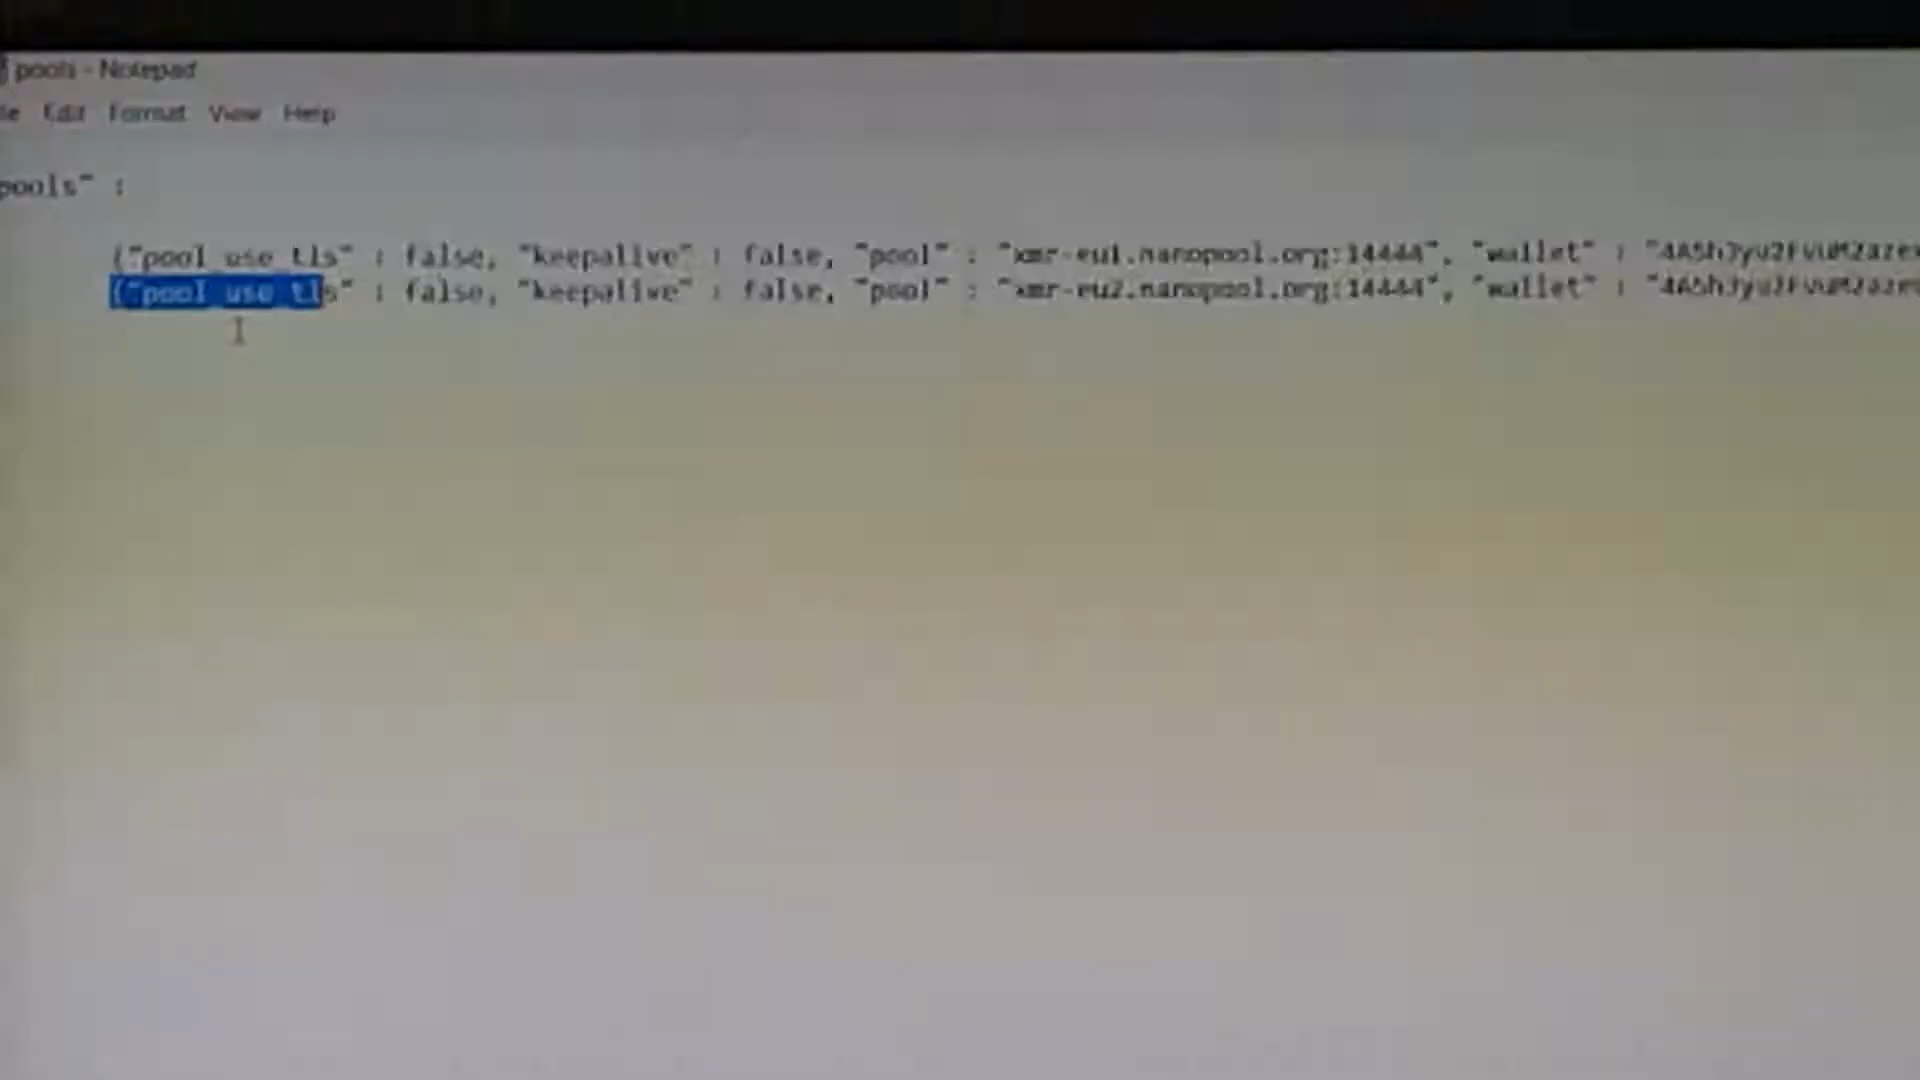 pools - Notepad
le Edit Format View Help
pools" :
{"pool_use_tls" : false, "keepalive" : false, "pool" : "xmr-eu1.nanopool.org:14444", "wallet" :
{"pool_use_tls" : false, "keepalive" : false, "pool" : "xmr-eu2.nanopool.org:14444", "wallet" :